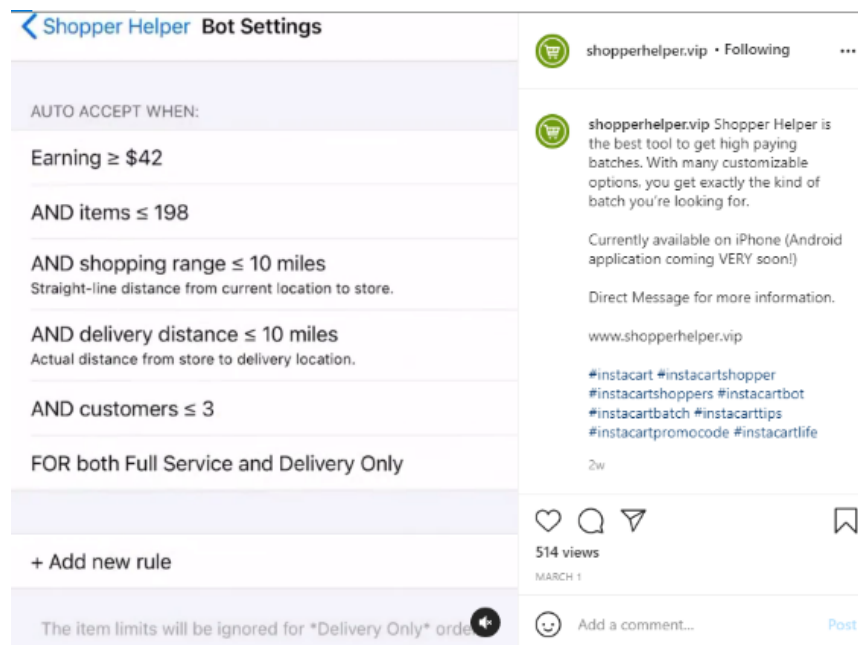 Shopper Helper Bot Settings
AUTO ACCEPT WHEN:
Earning ≥ $42
AND items ≤ 198
AND shopping range ≤ 10 miles
Straight-line distance from current location to store.
AND delivery distance ≤ 10 miles
Actual distance from store to delivery location.
AND customers ≤ 3
FOR both Full Service and Delivery Only
+ Add new rule
The item limits will be ignored for *Delivery Only* orde
shopperhelper.vip • Following
shopperhelper.vip Shopper Helper is
the best tool to get high paying
batches. With many customizable
options, you get exactly the kind of
batch you're looking for.
Currently available on iPhone (Android
application coming VERY soon!)
Direct Message for more information.
www.shopperhelper.vip
#instacart #instacartshopper
#instacartshoppers #instacartbot
#instacartbatch #instacarttips
#instacartpromocode #instacartlife
2w
514 views
MARCH 1
Add a comment...
Post